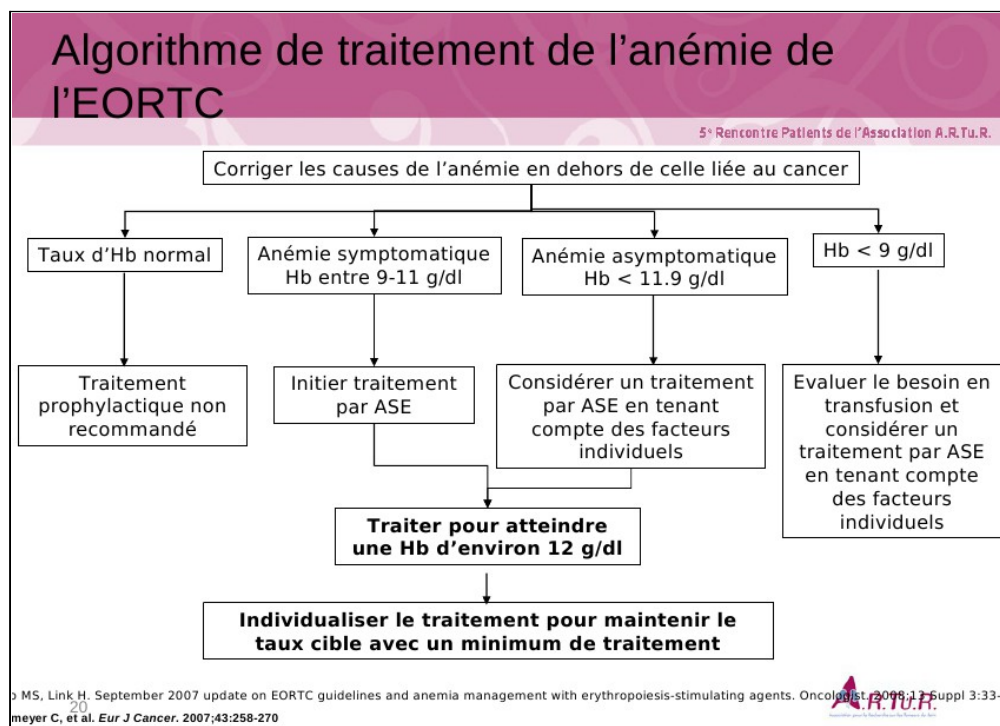 Algorithme de traitement de l’anémie de
l’EORTC
5e Rencontre Patients de l’Association A.R.Tu.R.
Corriger les causes de l’anémie en dehors de celle liée au cancer
Taux d’Hb normal
Anémie symptomatique
Hb entre 9-11 g/dl
Anémie asymptomatique
Hb < 11.9 g/dl
Hb < 9 g/dl
Traitement
prophylactique non
recommandé
Initier traitement
par ASE
Considérer un traitement
par ASE en tenant
compte des facteurs
individuels
Evaluer le besoin en
transfusion et
considérer un
traitement par ASE
en tenant compte
des facteurs
individuels
Traiter pour atteindre
une Hb d’environ 12 g/dl
Individualiser le traitement pour maintenir le
taux cible avec un minimum de traitement
MS, Link H. September 2007 update on EORTC guidelines and anemia management with erythropoiesis-stimulating agents. Oncologist. 2008;13 Suppl 3:33-
20
meyer C, et al. Eur J Cancer. 2007;43:258-270
A.R.Tu.R.